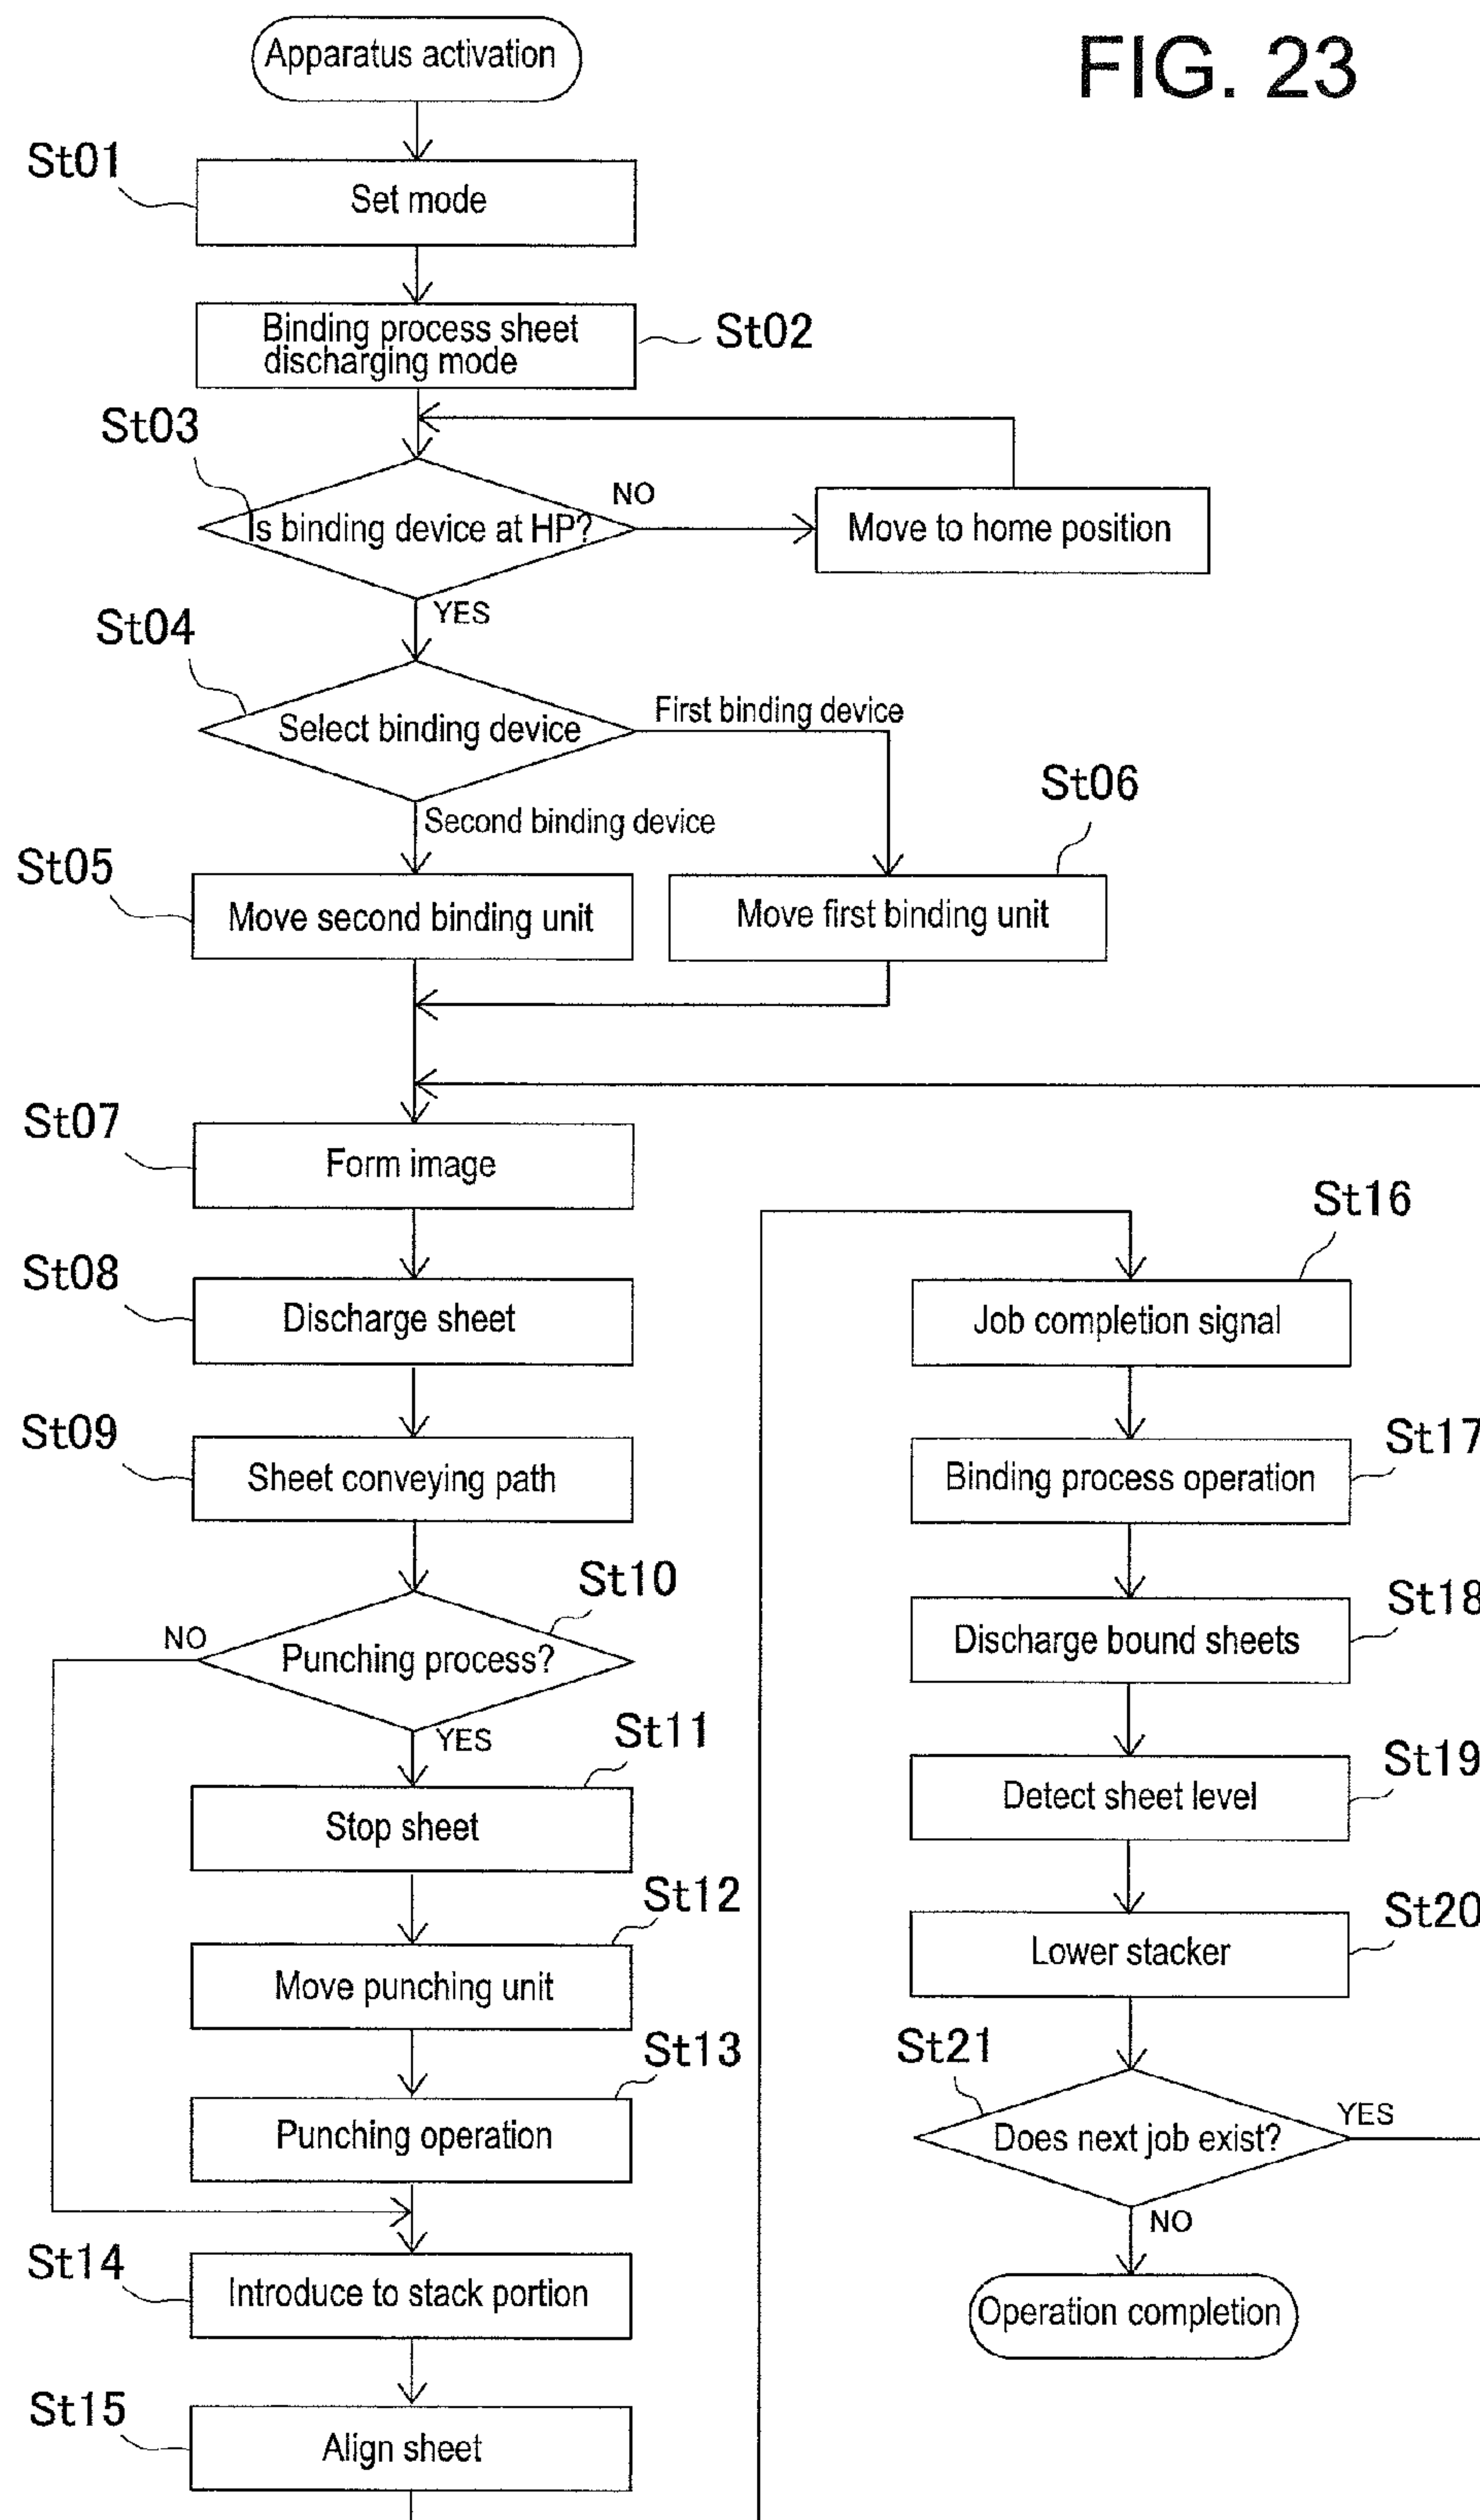 FIG. 23
Apparatus activation
St01
Set mode
Binding process sheet
discharging mode
St02
St03
Is binding device at HP?
NO
Move to home position
YES
St04
Select binding device
First binding device
Second binding device
St05
Move second binding unit
St06
Move first binding unit
St07
Form image
St08
Discharge sheet
St09
Sheet conveying path
St10
Punching process?
NO
YES
St11
Stop sheet
St12
Move punching unit
St13
Punching operation
St14
Introduce to stack portion
St15
Align sheet
St16
Job completion signal
St17
Binding process operation
St18
Discharge bound sheets
St19
Detect sheet level
St20
Lower stacker
St21
Does next job exist?
YES
NO
Operation completion